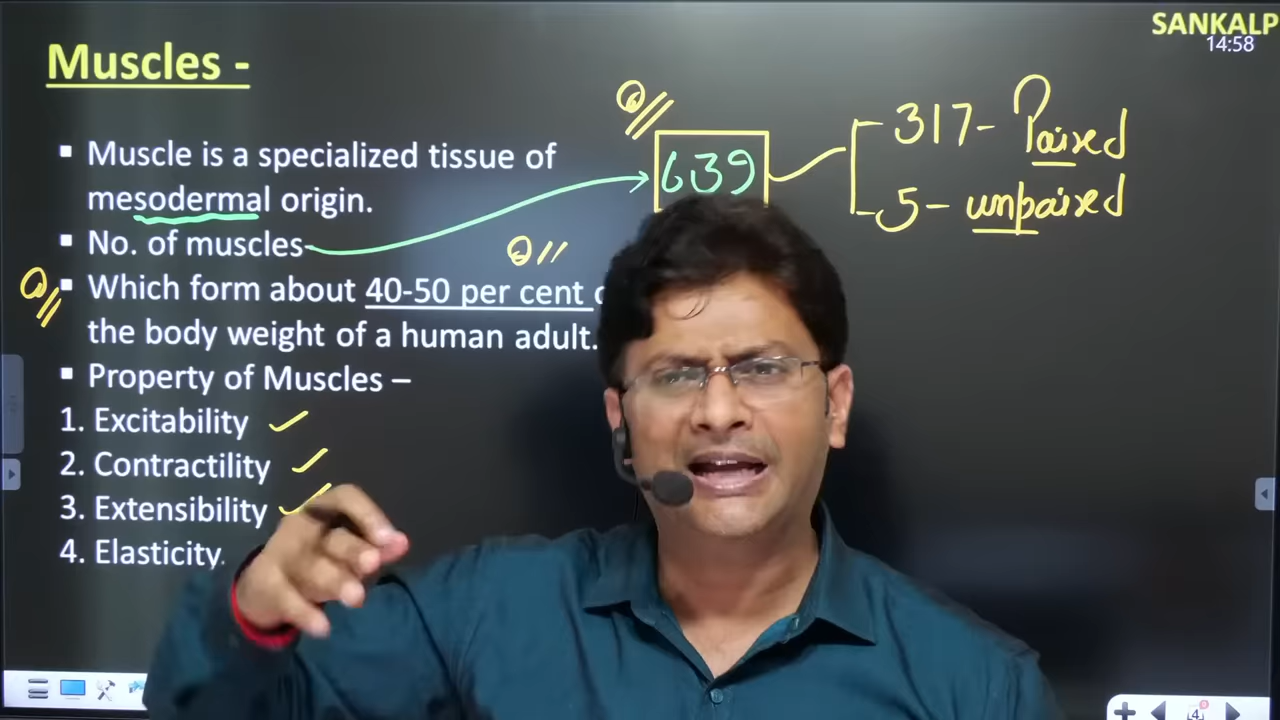 SANKALP
14:58
Muscles -
▪ Muscle is a specialized tissue of
mesodermal origin.
▪ No. of muscles
639
317- Paired
5- unpaired
Q//
Q//
Q//
▪ Which form about 40-50 per cent
the body weight of a human adult.
▪ Property of Muscles –
1. Excitability
2. Contractility
3. Extensibility
4. Elasticity.